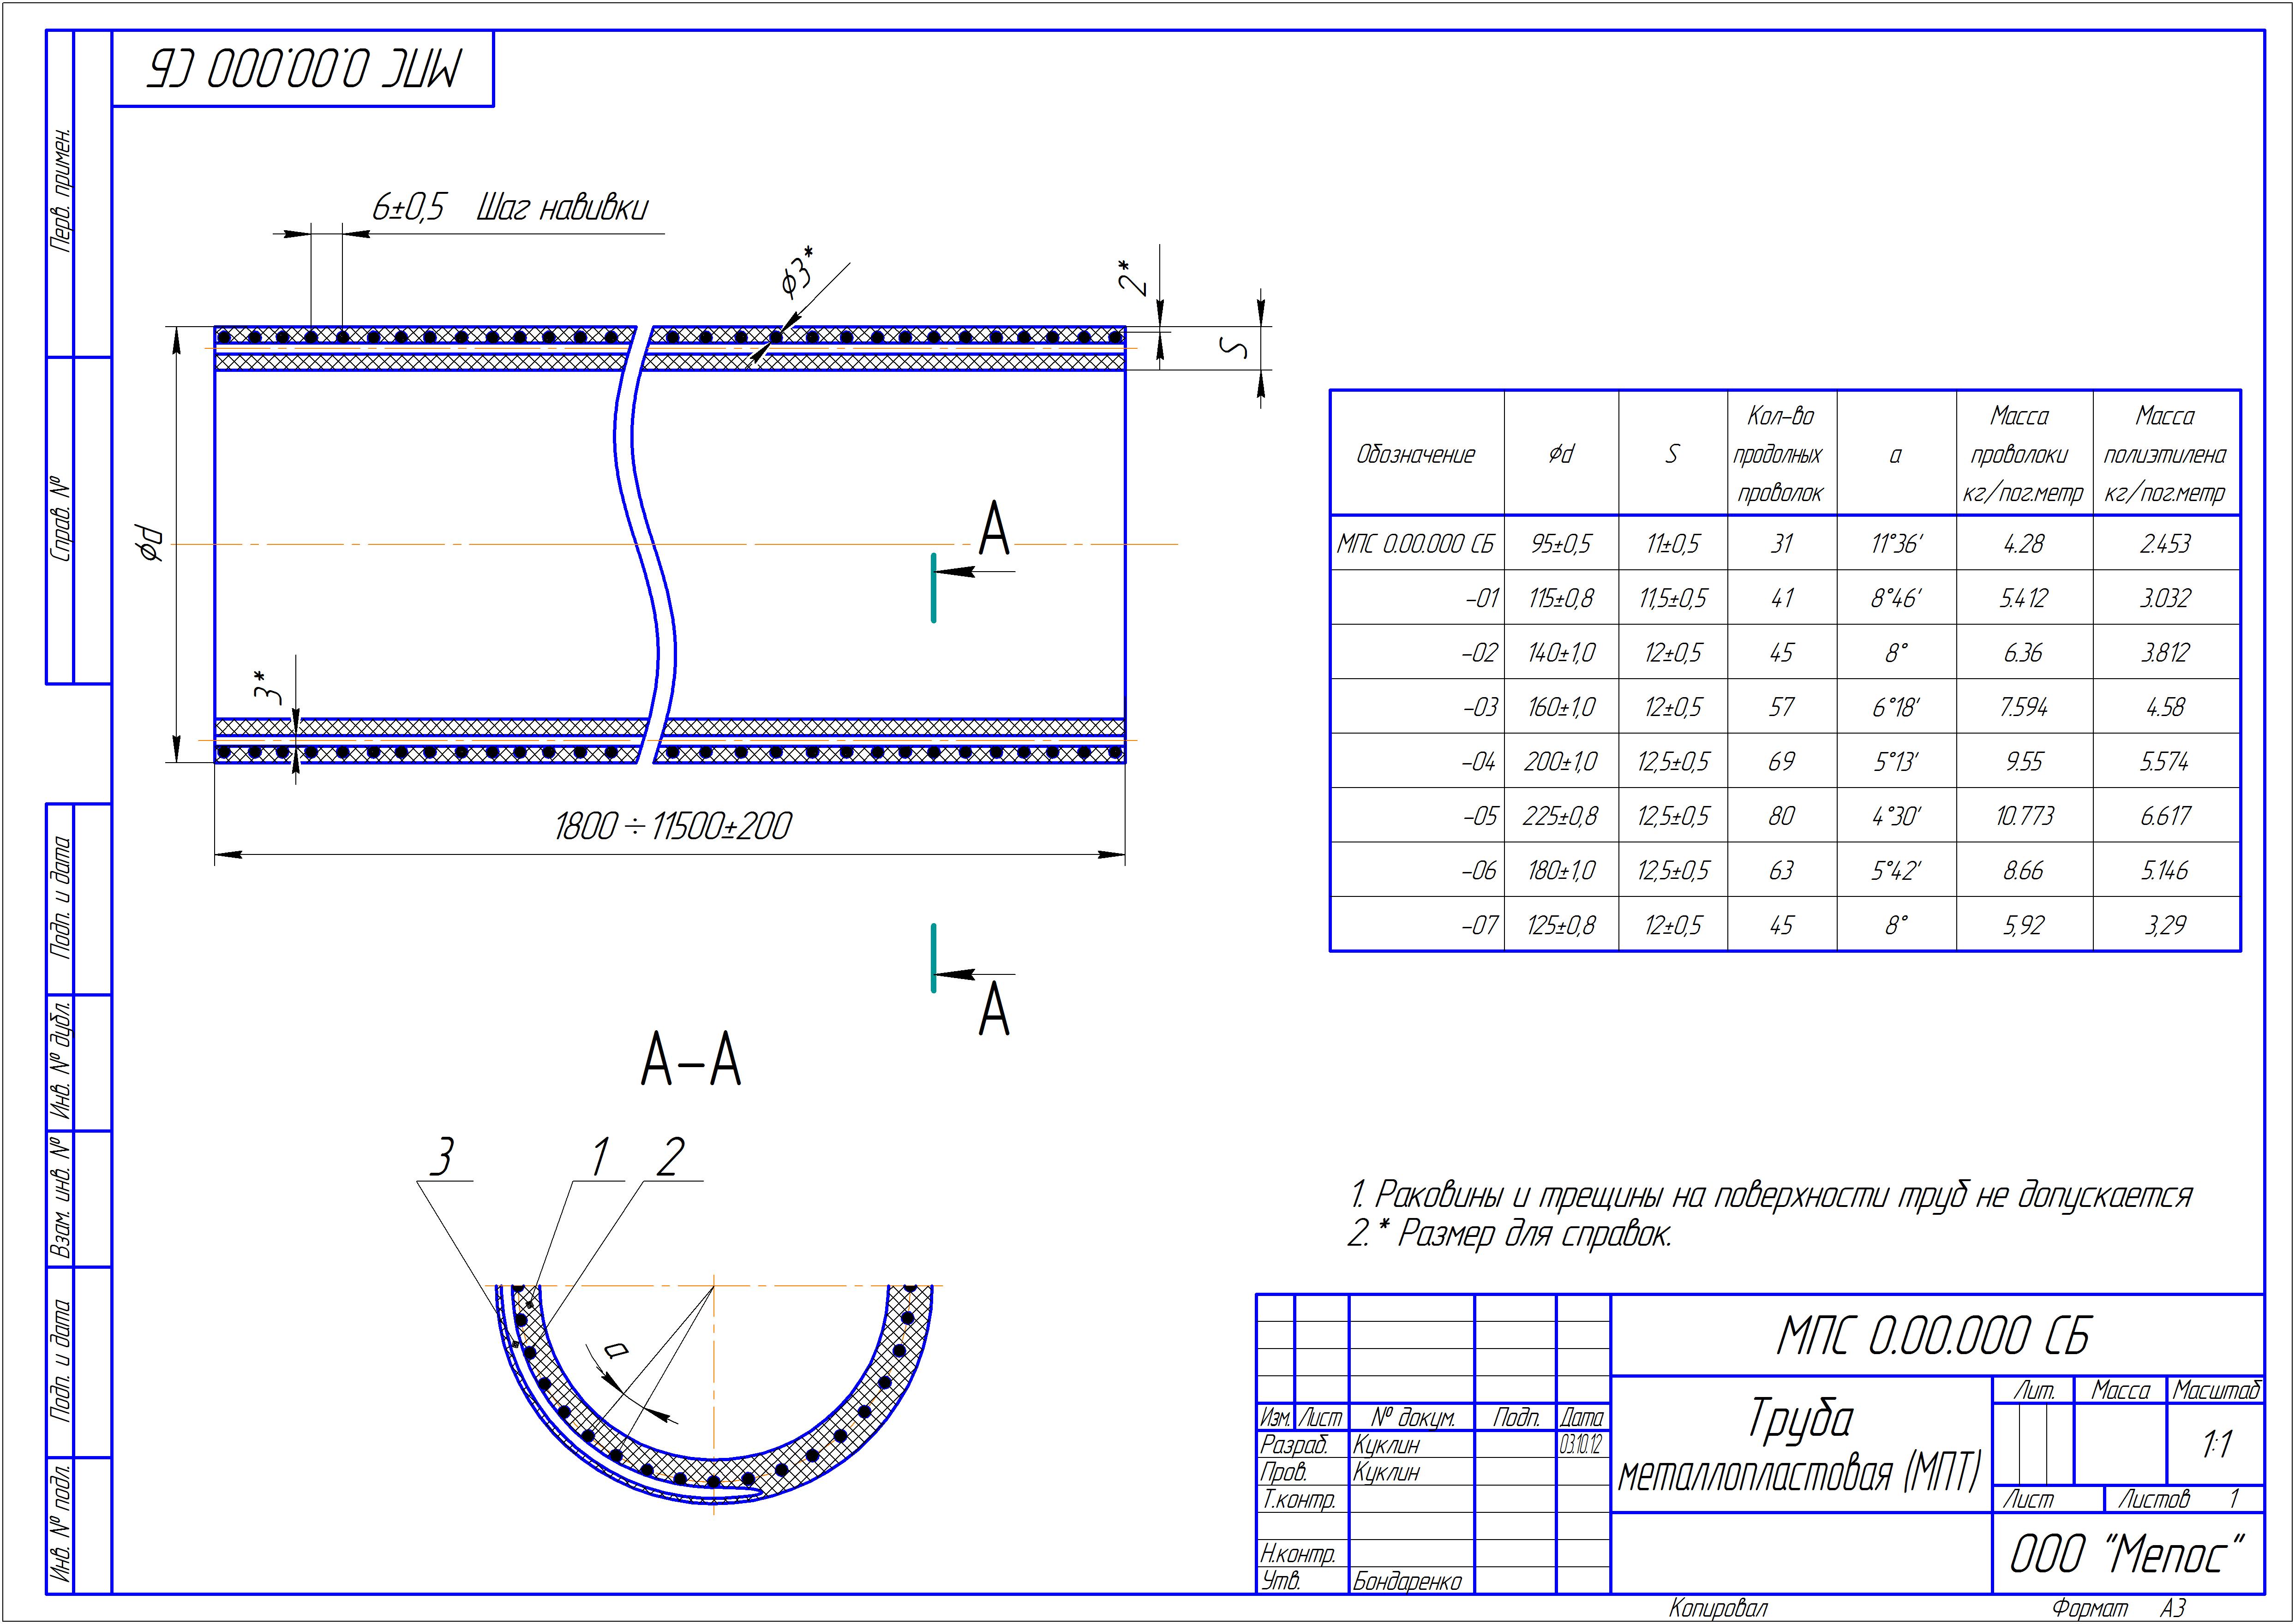 МПС 0.00.000 СБ
Перв. примен.
Справ. №
Подп. и дата
Инв. № дубл.
Взам. инв. №
Подп. и дата
Инв. № подл.
6±0,5 Шаг навивки
ϕ3*
2*
S
ϕd
3*
A
A
1800÷11500±200
A-A
3 1 2
a
Обозначение ϕd S Кол-во продолных проволок a Масса проволоки кг/пог.метр Масса полиэтилена кг/пог.метр
МПС 0.00.000 СБ 95±0,5 11±0,5 31 11°36' 4.28 2.453
-01 115±0,8 11,5±0,5 41 8°46' 5.412 3.032
-02 140±1,0 12±0,5 45 8° 6.36 3.812
-03 160±1,0 12±0,5 57 6°18' 7.594 4.58
-04 200±1,0 12,5±0,5 69 5°13' 9.55 5.574
-05 225±0,8 12,5±0,5 80 4°30' 10.773 6.617
-06 180±1,0 12,5±0,5 63 5°42' 8.66 5.146
-07 125±0,8 12±0,5 45 8° 5,92 3,29
1. Раковины и трещины на поверхности труб не допускается
2.* Размер для справок.
МПС 0.00.000 СБ
Изм. Лист № докум. Подп. Дата
Разраб. Куклин 03.10.12
Пров. Куклин
Т.контр.
Н.контр.
Утв. Бондаренко
Труба
металлопластовая (МПТ)
Лит. Масса Масштаб
1:1
Лист Листов 1
ООО "Мепос"
Копировал Формат А3